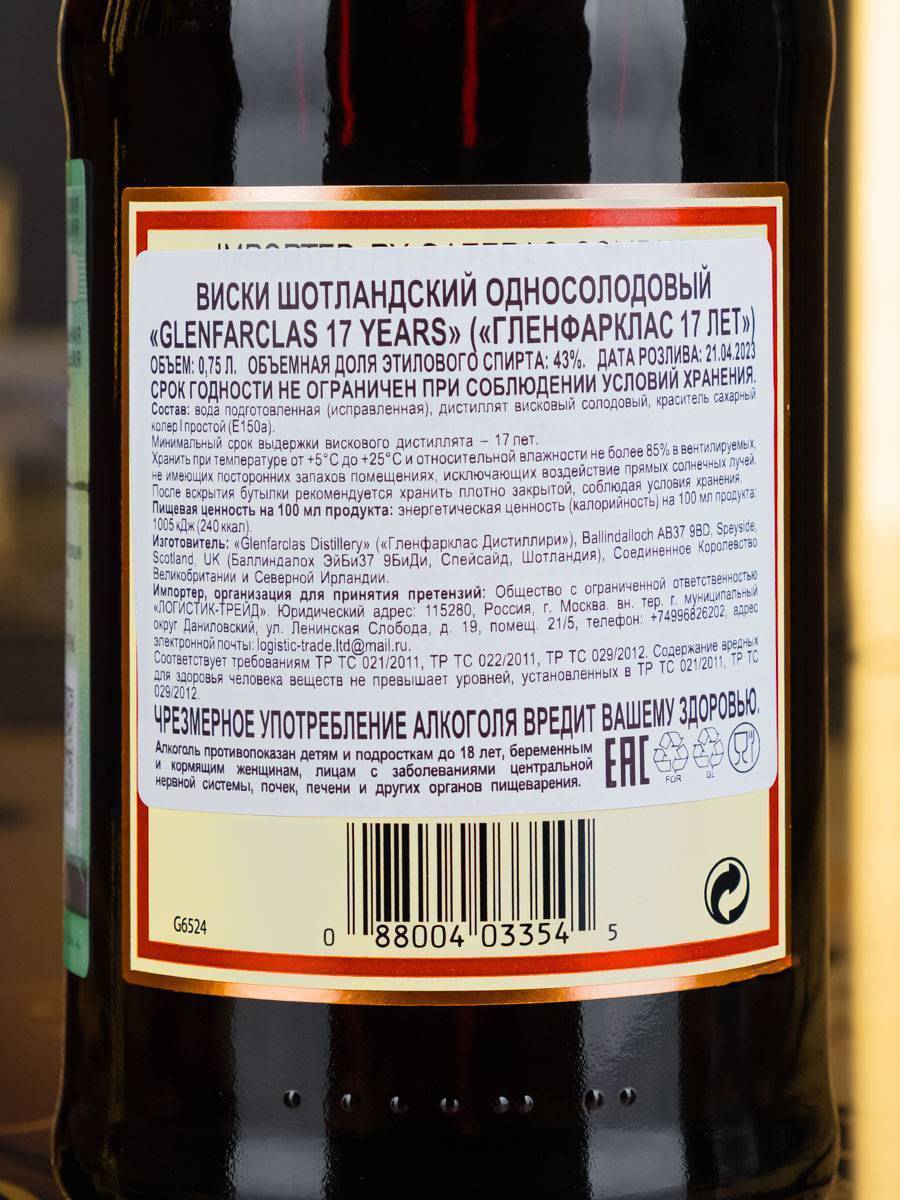 ВИСКИ ШОТЛАНДСКИЙ ОДНОСОЛОДОВЫЙ
«GLENFARCLAS 17 YEARS» («ГЛЕНФАРКЛАС 17 ЛЕТ»)
ОБЪЕМ: 0,75 Л. ОБЪЕМНАЯ ДОЛЯ ЭТИЛОВОГО СПИРТА: 43%. ДАТА РОЗЛИВА: 21.04.2023
СРОК ГОДНОСТИ НЕ ОГРАНИЧЕН ПРИ СОБЛЮДЕНИИ УСЛОВИЙ ХРАНЕНИЯ.
Состав: вода подготовленная (исправленная), дистиллят висковый солодовый, краситель сахарный
колер I простой (Е150а).
Минимальный срок выдержки вискового дистиллята – 17 лет.
Хранить при температуре от +5°С до +25°С и относительной влажности не более 85% в вентилируемых,
не имеющих посторонних запахов помещениях, исключающих воздействие прямых солнечных лучей.
После вскрытия бутылки рекомендуется хранить плотно закрытой, соблюдая условия хранения.
Пищевая ценность на 100 мл продукта: энергетическая ценность (калорийность) на 100 мл продукта:
1005 кДж (240 ккал).
Изготовитель: «Glenfarclas Distillery» («Гленфарклас Дистиллири»), Ballindalloch AB37 9BD, Speyside,
Scotland, UK (Баллиндалох ЭйБи37 9БиДи, Спейсайд, Шотландия), Соединенное Королевство
Великобритании и Северной Ирландии.
Импортер, организация для принятия претензий: Общество с ограниченной ответственностью
«ЛОГИСТИК-ТРЕЙД». Юридический адрес: 115280, Россия, г. Москва, вн. тер. г. муниципальный
округ Даниловский, ул. Ленинская Слобода, д. 19, помещ. 21/5, телефон: +74996826202, адрес
электронной почты: logistic-trade.ltd@mail.ru.
Соответствует требованиям ТР ТС 021/2011, ТР ТС 022/2011, ТР ТС 029/2012. Содержание вредных
для здоровья человека веществ не превышает уровней, установленных в ТР ТС 021/2011, ТР ТС
029/2012.
ЧРЕЗМЕРНОЕ УПОТРЕБЛЕНИЕ АЛКОГОЛЯ ВРЕДИТ ВАШЕМУ ЗДОРОВЬЮ.
Алкоголь противопоказан детям и подросткам до 18 лет, беременным
и кормящим женщинам, лицам с заболеваниями центральной
нервной системы, почек, печени и других органов пищеварения.
EAC
FOR GL
G6524
0 88004 03354 5